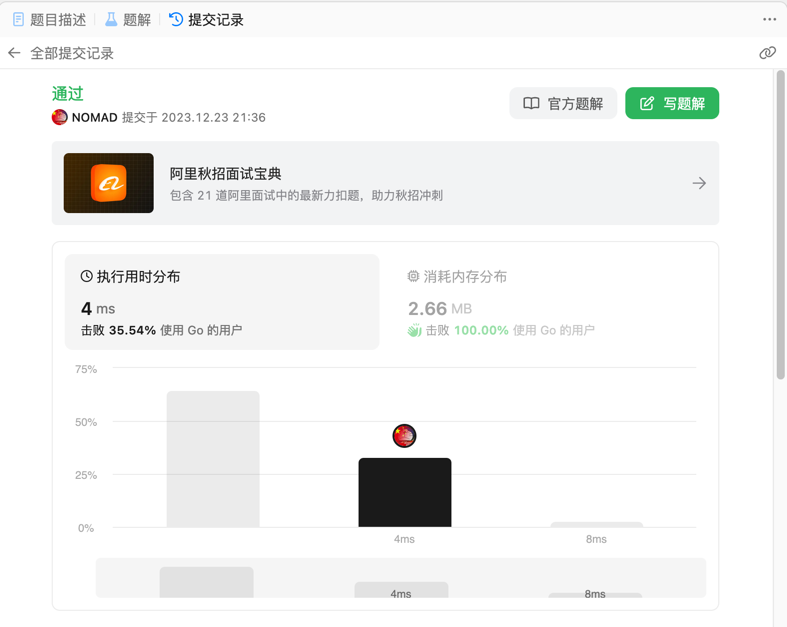 题目描述 题解 提交记录
全部提交记录
通过
NOMAD 提交于 2023.12.23 21:36
官方题解
写题解
阿里秋招面试宝典
包含 21 道阿里面试中的最新力扣题，助力秋招冲刺
执行用时分布
4 ms
击败 35.54% 使用 Go 的用户
消耗内存分布
2.66 MB
击败 100.00% 使用 Go 的用户
75%
50%
25%
0%
4ms 8ms
4ms 8ms